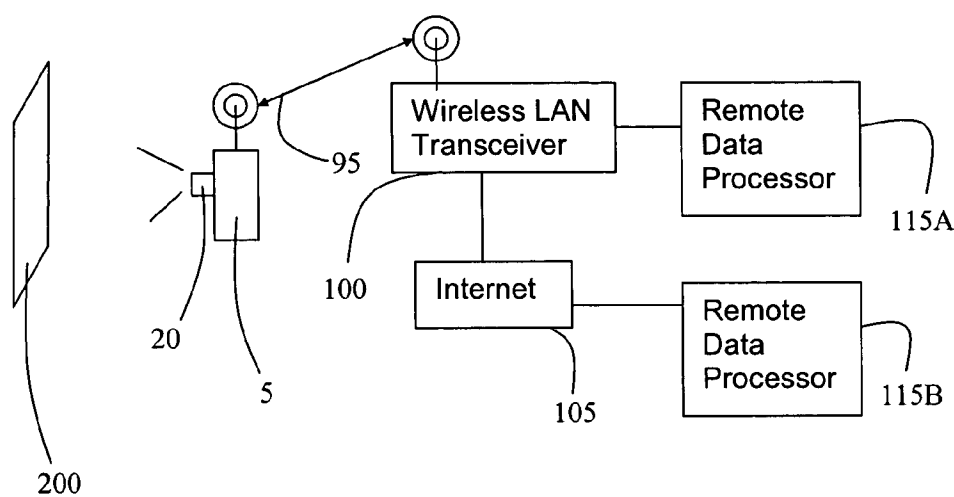 Wireless LAN
Transceiver
Remote
Data
Processor
95
115A
100
Internet
Remote
Data
Processor
20
5
105
115B
200